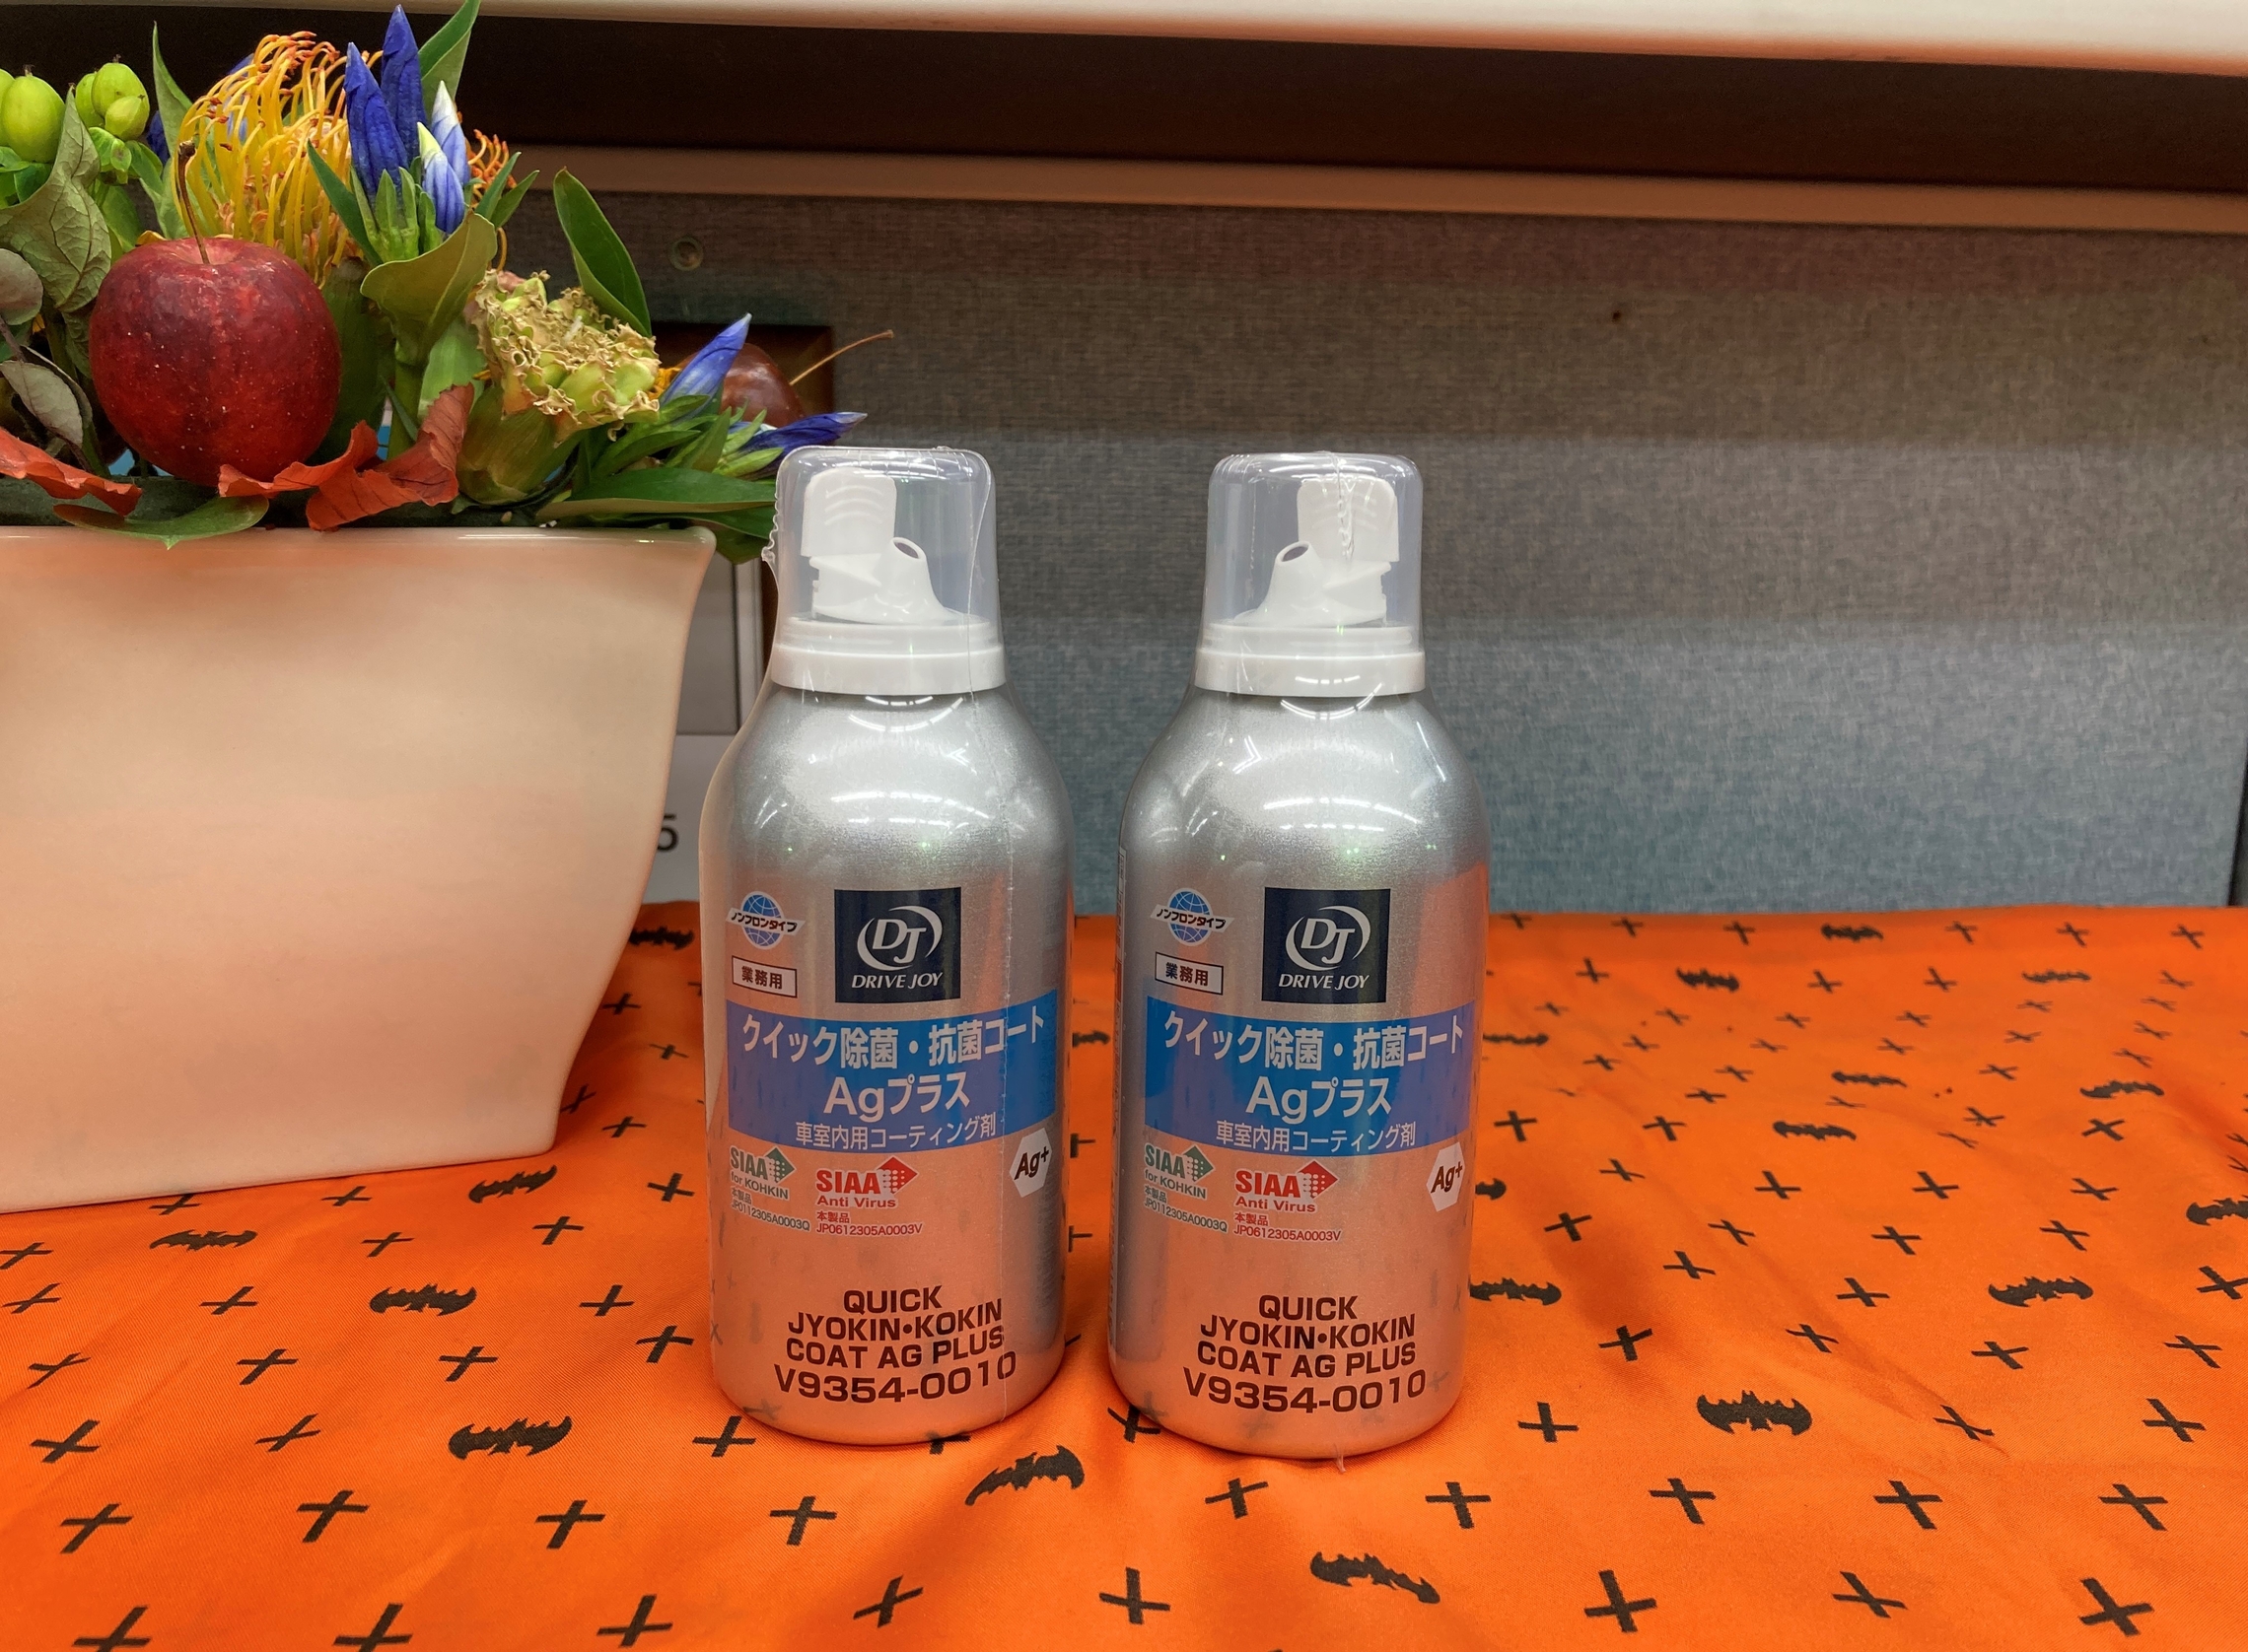 5
ノンフロンタイプ
業務用
DJ
DRIVE JOY
クイック除菌・抗菌コート
Agプラス
車室内用コーティング剤
SIAA
for KOHKIN
本製品
JP0112305A0003Q
SIAA
Anti Virus
本製品
JP0612305A0003V
Ag+
QUICK
JYOKIN•KOKIN
COAT AG PLUS
V9354-0010
ノンフロンタイプ
業務用
DJ
DRIVE JOY
クイック除菌・抗菌コート
Agプラス
車室内用コーティング剤
SIAA
for KOHKIN
本製品
JP0112305A0003Q
SIAA
Anti Virus
本製品
JP0612305A0003V
Ag+
QUICK
JYOKIN•KOKIN
COAT AG PLUS
V9354-0010